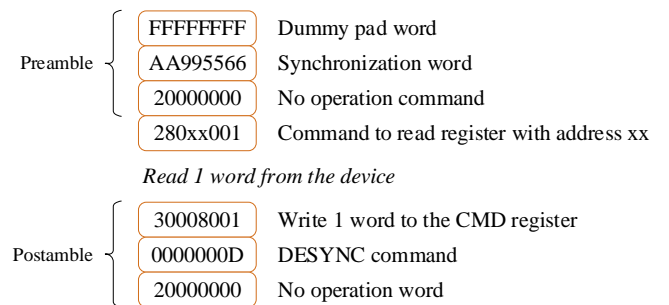 FFFFFFFF Dummy pad word
Preamble AA995566 Synchronization word
20000000 No operation command
280xx001 Command to read register with address xx
Read 1 word from the device
30008001 Write 1 word to the CMD register
Postamble 0000000D DESYNC command
20000000 No operation word